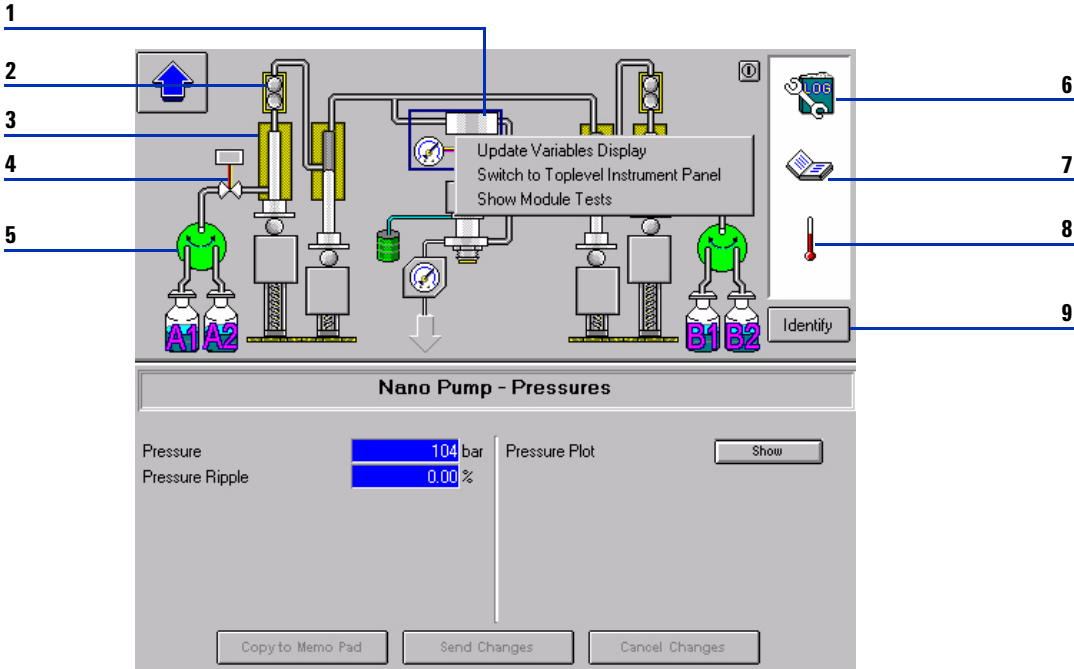 1
2
3
4
5
6
7
8
9
LOG
Update Variables Display
Switch to Toplevel Instrument Panel
Show Module Tests
A1 A2
B1 B2
Identify
Nano Pump - Pressures
Pressure 104 bar
Pressure Ripple 0.00 %
Pressure Plot Show
Copy to Memo Pad Send Changes Cancel Changes